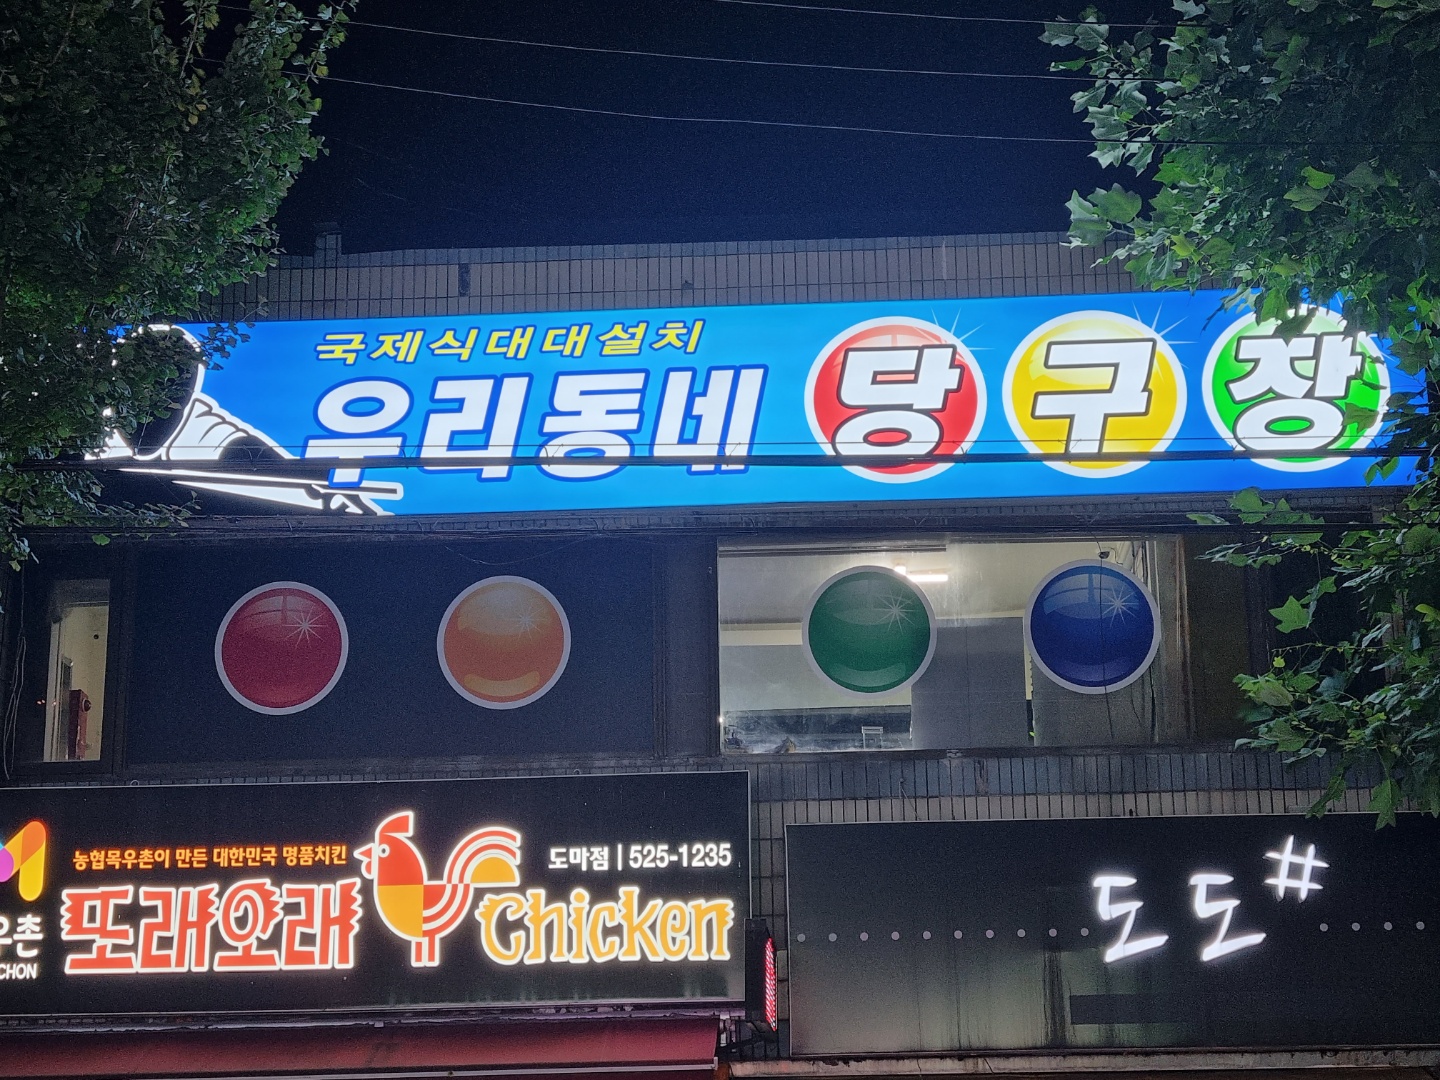 국제식대대설치
우리동네 당구장
농협목우촌이 만든 대한민국 명품치킨
또래오래 Chicken
도마점 | 525-1235
우촌
CHON
도도#